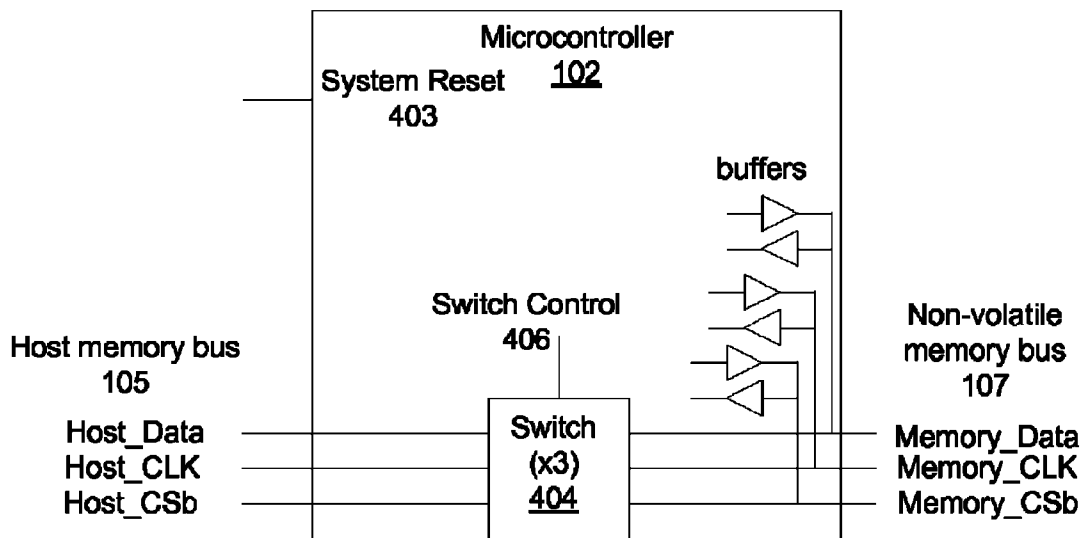 Microcontroller
102
System Reset
403
buffers
Switch Control
406
Host memory bus
105
Non-volatile
memory bus
107
Host_Data
Host_CLK
Host_CSb
Switch
(x3)
404
Memory_Data
Memory_CLK
Memory_CSb